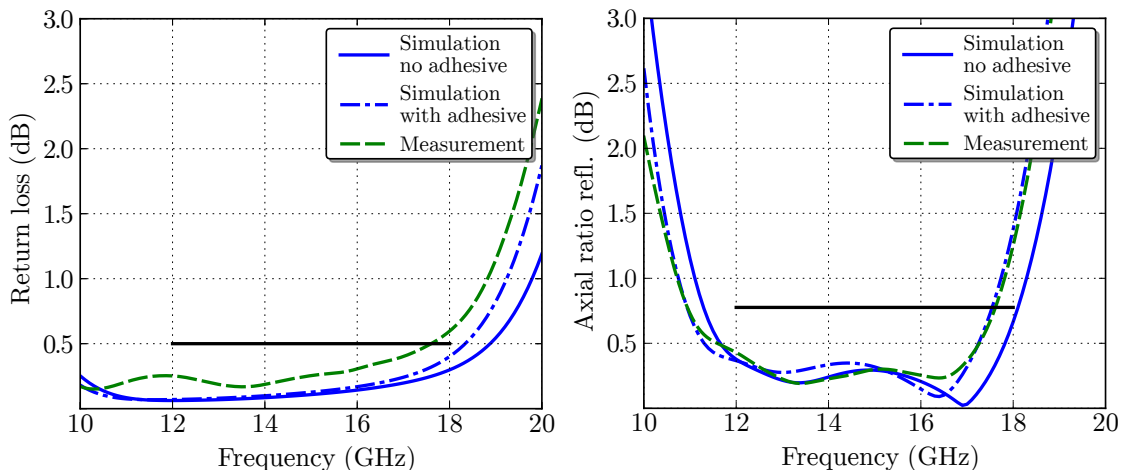 3.0
2.5
2.0
1.5
1.0
0.5
Return loss (dB)
Simulation
no adhesive
Simulation
with adhesive
Measurement
10
12
14
16
18
20
Frequency (GHz)
3.0
2.5
2.0
1.5
1.0
0.5
Axial ratio refl. (dB)
Simulation
no adhesive
Simulation
with adhesive
Measurement
10
12
14
16
18
20
Frequency (GHz)